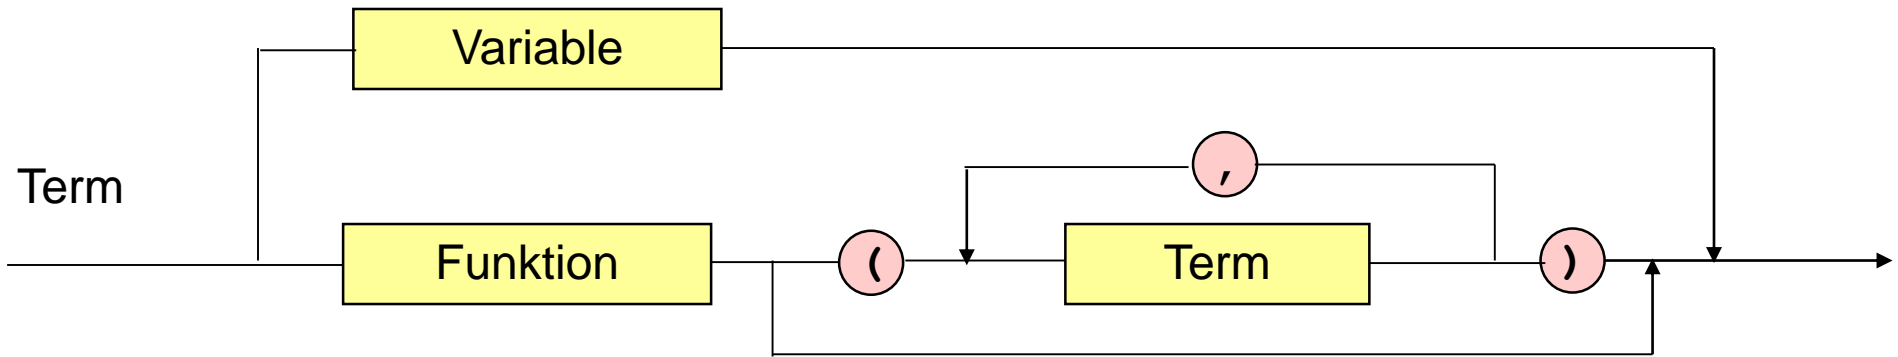 Variable
,
Term
Funktion ( Term )